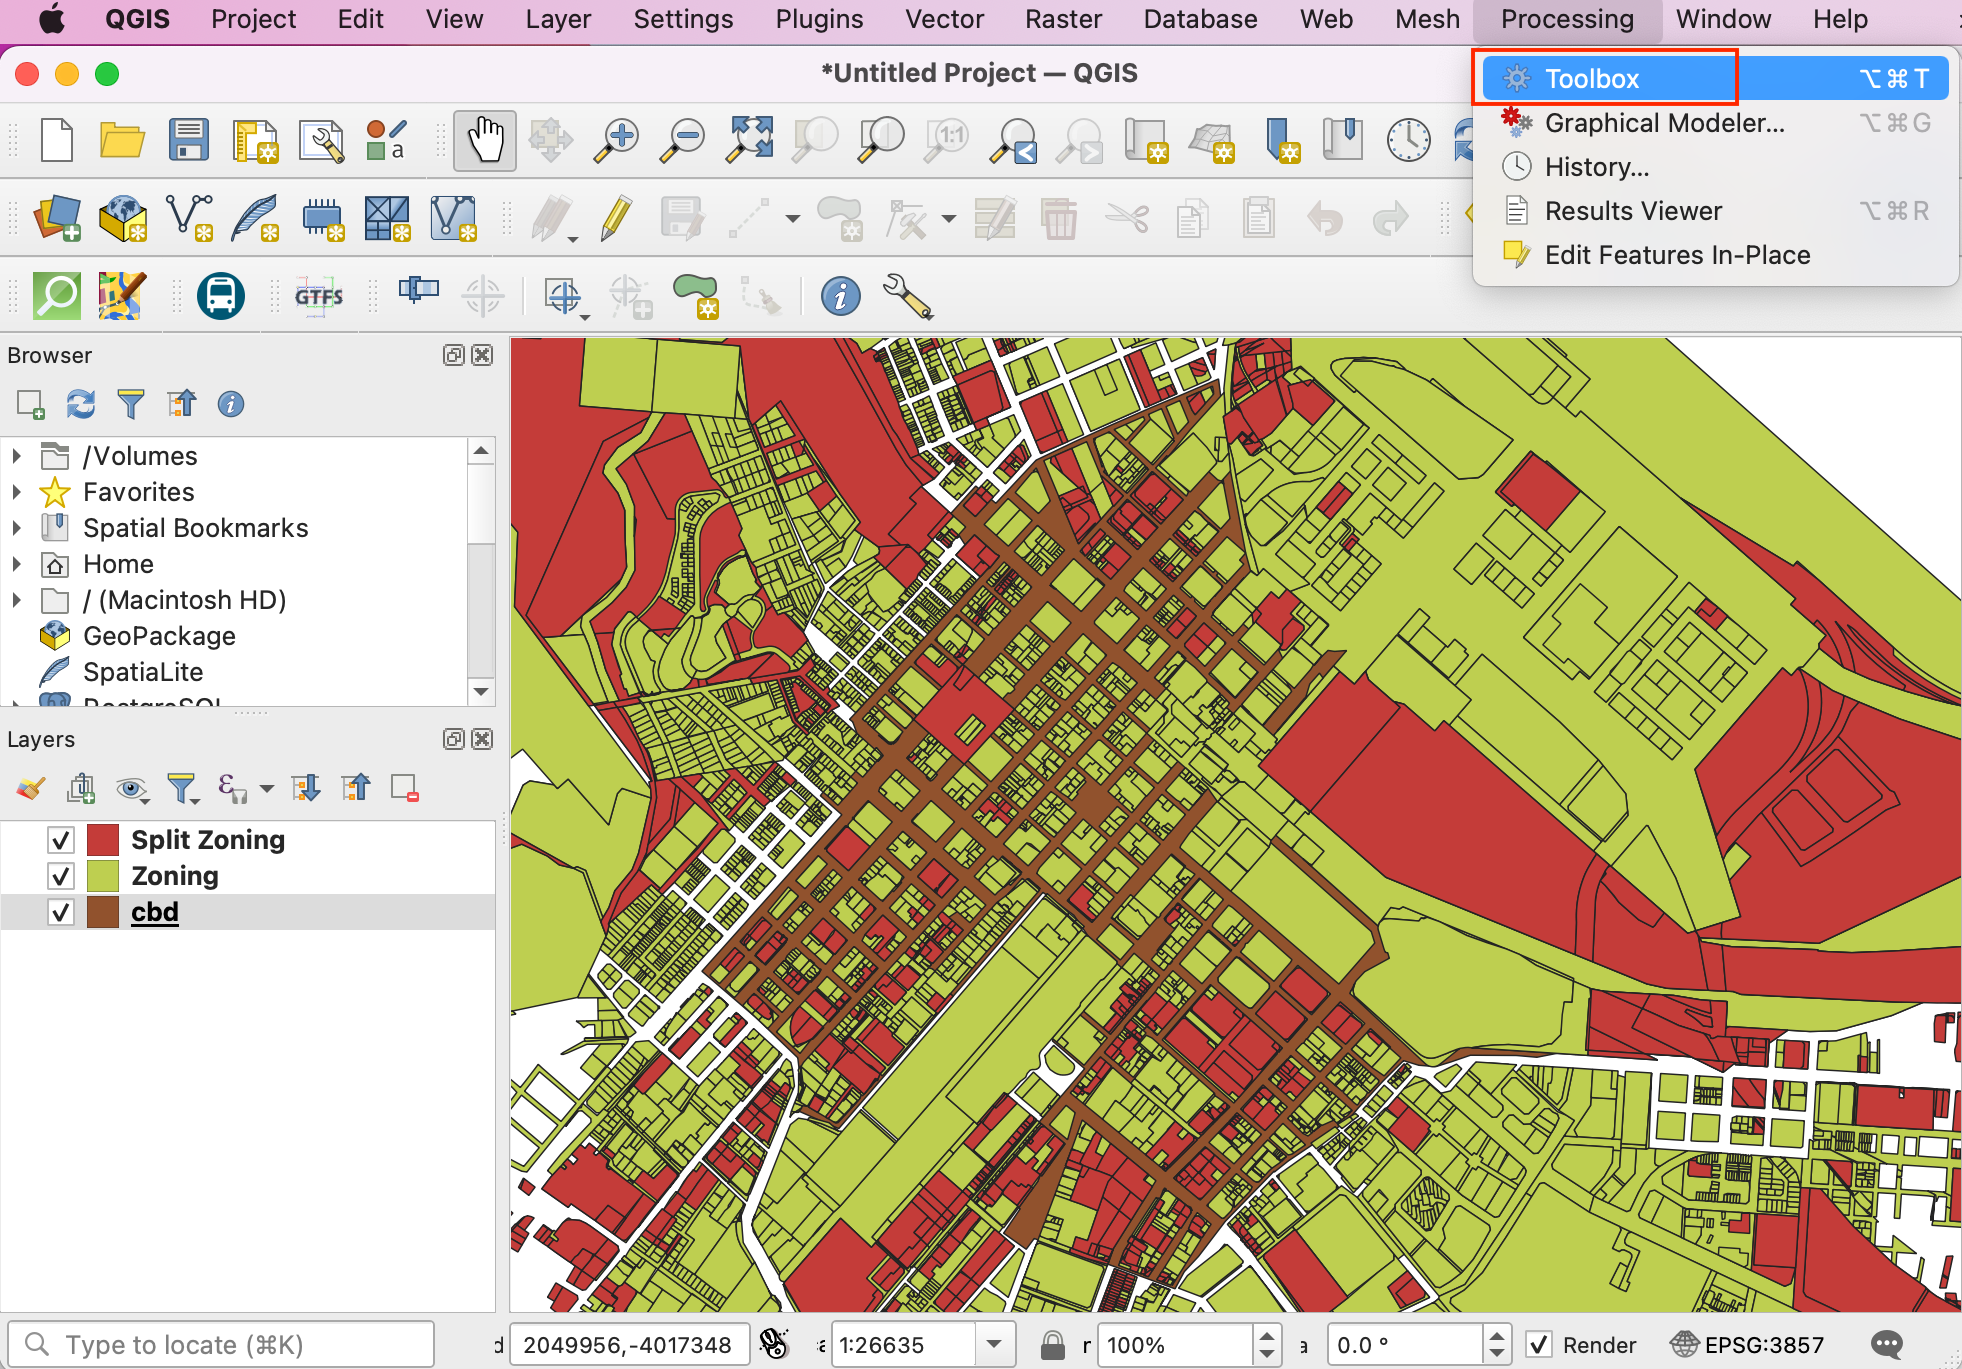 QGIS Project Edit View Layer Settings Plugins Vector Raster Database Web Mesh Processing Window Help
*Untitled Project — QGIS
Toolbox ⌥⌘T
Graphical Modeler... ⌥⌘G
History...
Results Viewer ⌥⌘R
Edit Features In-Place
a
1:1
GTFS
Browser
/Volumes
Favorites
Spatial Bookmarks
Home
/ (Macintosh HD)
GeoPackage
SpatiaLite
PostgreSQL
Layers
Split Zoning
Zoning
cbd
Type to locate (⌘K)
2049956,-4017348
1:26635
100%
0.0 °
Render
EPSG:3857